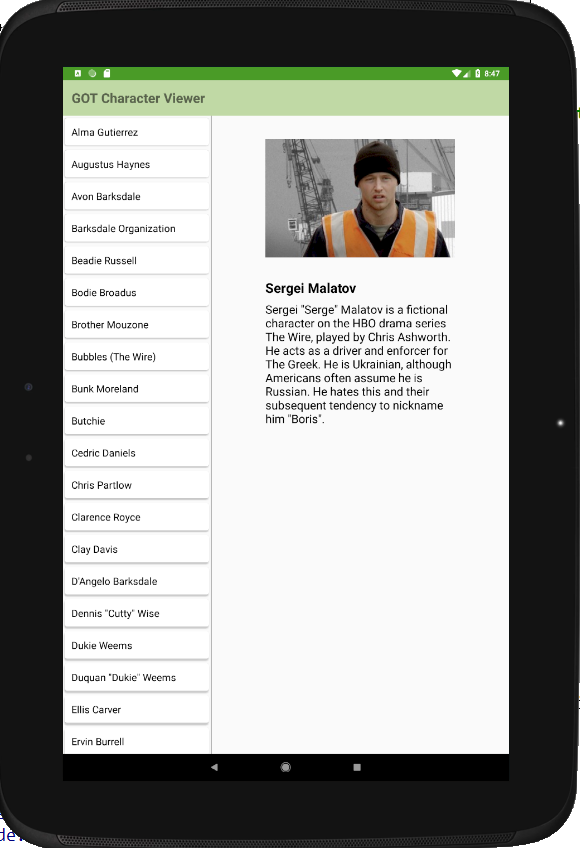 8:47
GOT Character Viewer
Alma Gutierrez
Augustus Haynes
Avon Barksdale
Barksdale Organization
Beadie Russell
Bodie Broadus
Brother Mouzone
Bubbles (The Wire)
Bunk Moreland
Butchie
Cedric Daniels
Chris Partlow
Clarence Royce
Clay Davis
D'Angelo Barksdale
Dennis "Cutty" Wise
Dukie Weems
Duquan "Dukie" Weems
Ellis Carver
Ervin Burrell
Sergei Malatov
Sergei "Serge" Malatov is a fictional
character on the HBO drama series
The Wire, played by Chris Ashworth.
He acts as a driver and enforcer for
The Greek. He is Ukrainian, although
Americans often assume he is
Russian. He hates this and their
subsequent tendency to nickname
him "Boris".